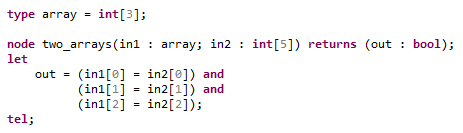 type array = int[3];
node two_arrays(in1 : array; in2 : int[5]) returns (out : bool);
let
    out = (in1[0] = in2[0]) and
          (in1[1] = in2[1]) and
          (in1[2] = in2[2]);
tel;